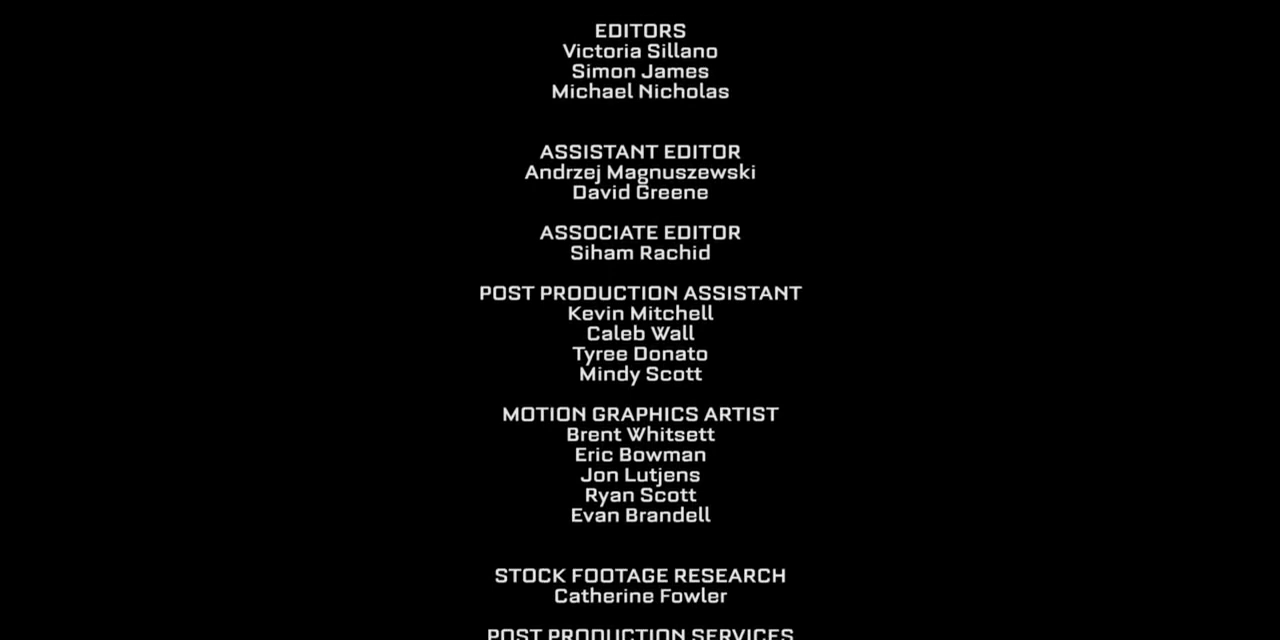 EDITORS
Victoria Sillano
Simon James
Michael Nicholas
ASSISTANT EDITOR
Andrzej Magnuszewski
David Greene
ASSOCIATE EDITOR
Siham Rachid
POST PRODUCTION ASSISTANT
Kevin Mitchell
Caleb Wall
Tyree Donato
Mindy Scott
MOTION GRAPHICS ARTIST
Brent Whitsett
Eric Bowman
Jon Lutjens
Ryan Scott
Evan Brandell
STOCK FOOTAGE RESEARCH
Catherine Fowler
POST PRODUCTION SERVICES